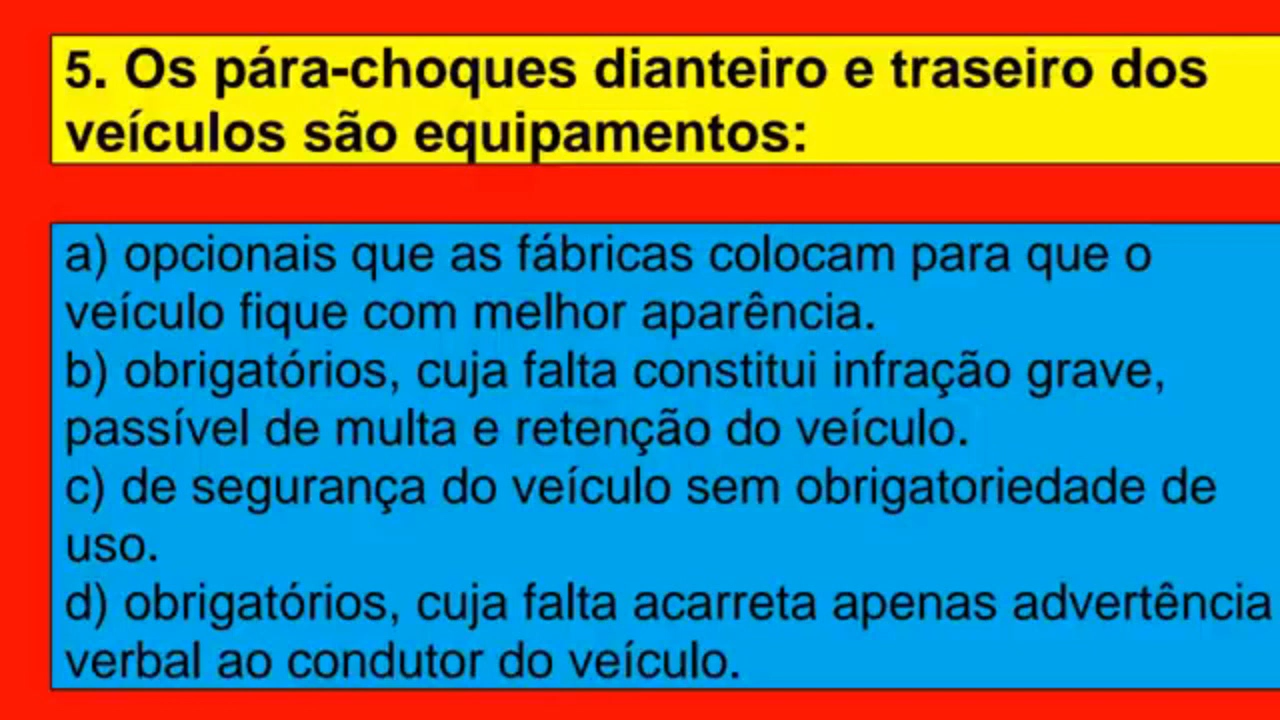 5. Os pára-choques dianteiro e traseiro dos
veículos são equipamentos:
a) opcionais que as fábricas colocam para que o
veículo fique com melhor aparência.
b) obrigatórios, cuja falta constitui infração grave,
passível de multa e retenção do veículo.
c) de segurança do veículo sem obrigatoriedade de
uso.
d) obrigatórios, cuja falta acarreta apenas advertência
verbal ao condutor do veículo.